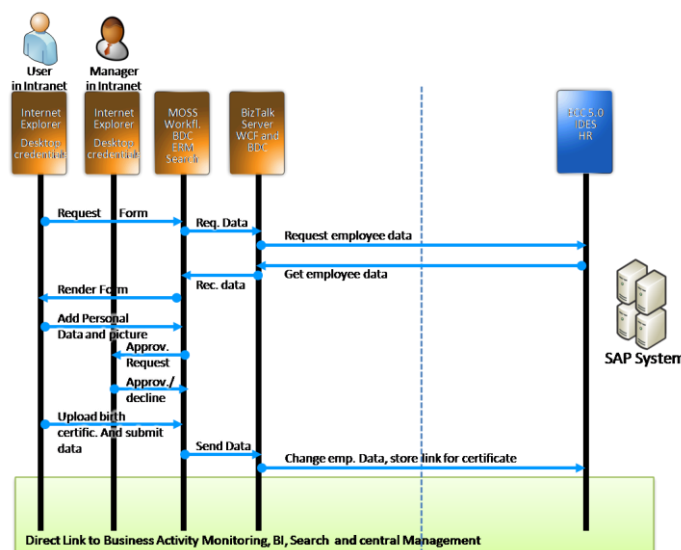 User
in Intranet
Manager
in Intranet
Internet
Explorer
Desktop
credential
Internet
Explorer
Desktop
credential
MOSS
Workfl.
BDC
ERM
Search
BizTalk
Server
WCF and
BDC
ECC 5.0
IDES
HR
Request Form
Req. Data
Request employee data
Get employee data
Rec. data
Render Form
Add Personal
Data and picture
Approv.
Request
Approv./
decline
Upload birth
certific. And submit
data
Send Data
Change emp. Data, store link for certificate
SAP System
Direct Link to Business Activity Monitoring, BI, Search and central Management